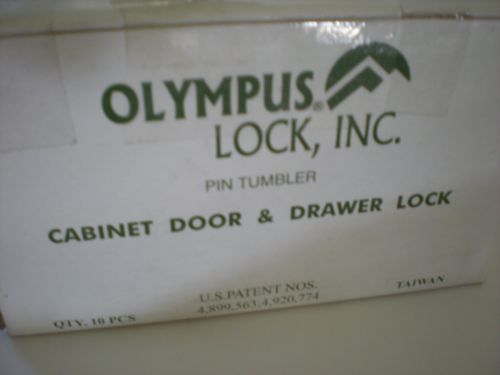 OLYMPUS®
LOCK, INC.
PIN TUMBLER
CABINET DOOR & DRAWER LOCK
U.S. PATENT NOS.
4,899,563; 4,920,774
QTY. 10 PCS
TAIWAN